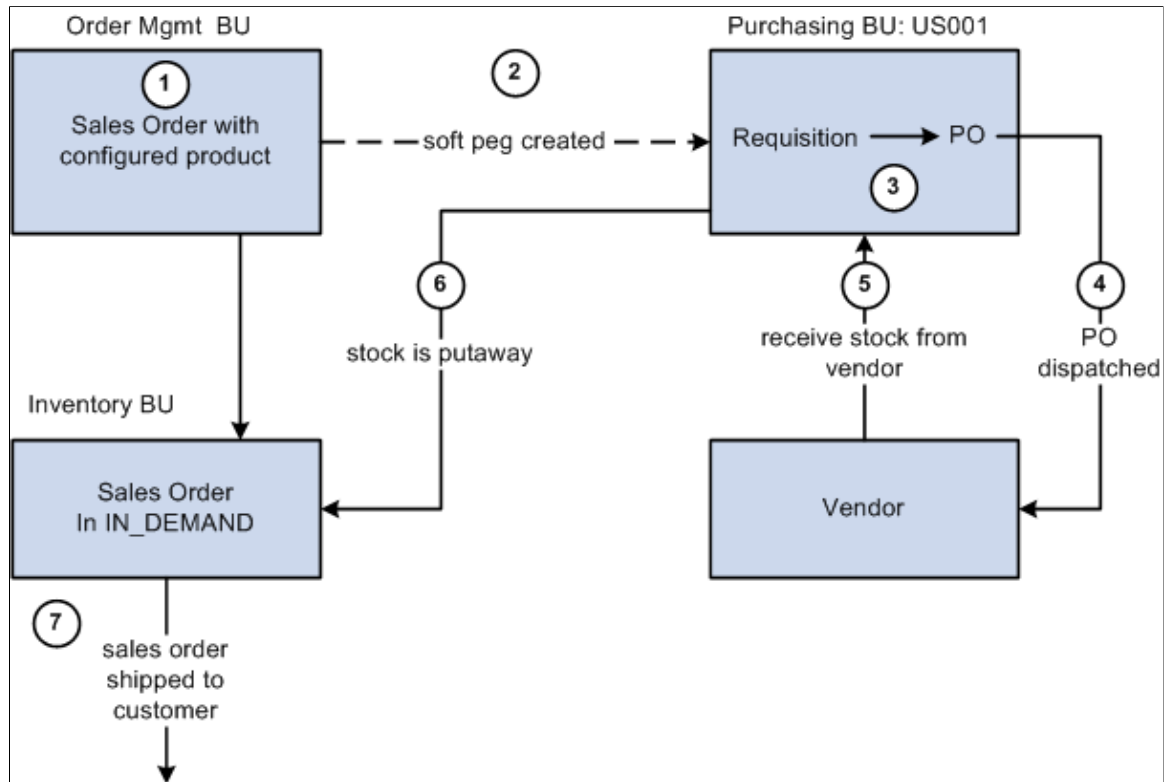 Order Mgmt BU
1
Sales Order with
configured product
2
soft peg created
Purchasing BU: US001
Requisition PO
3
4
PO
dispatched
5
receive stock from
vendor
6
stock is putaway
Inventory BU
Sales Order
In IN_DEMAND
Vendor
7
sales order
shipped to
customer